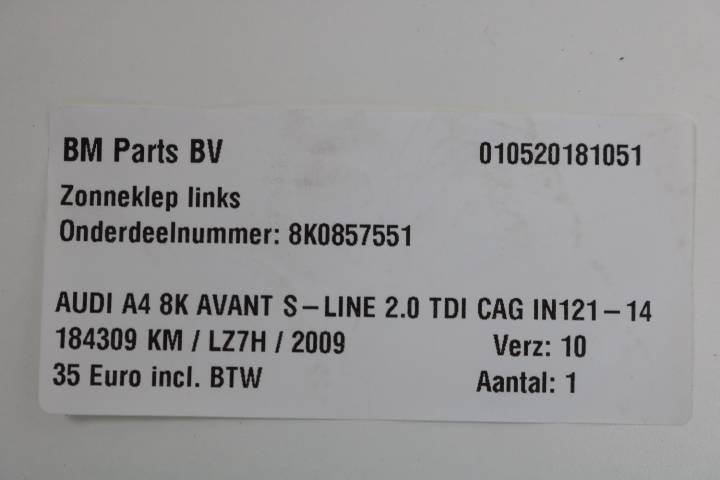 BM Parts BV 010520181051
Zonneklep links
Onderdeelnummer: 8K0857551
AUDI A4 8K AVANT S-LINE 2.0 TDI CAG IN121-14
184309 KM / LZ7H / 2009 Verz: 10
35 Euro incl. BTW Aantal: 1